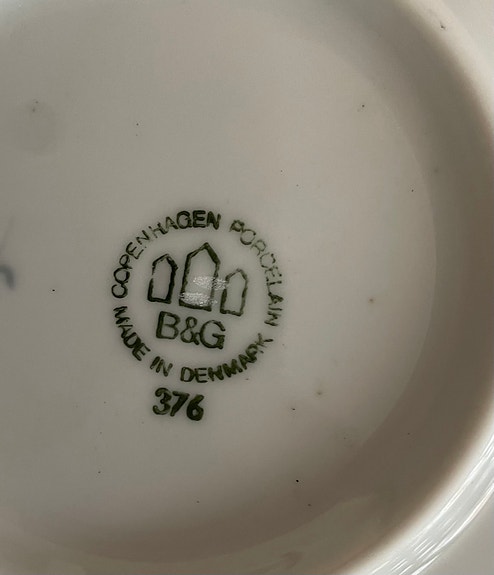 COPENHAGEN PORCELAIN
B&G
MADE IN DENMARK
376